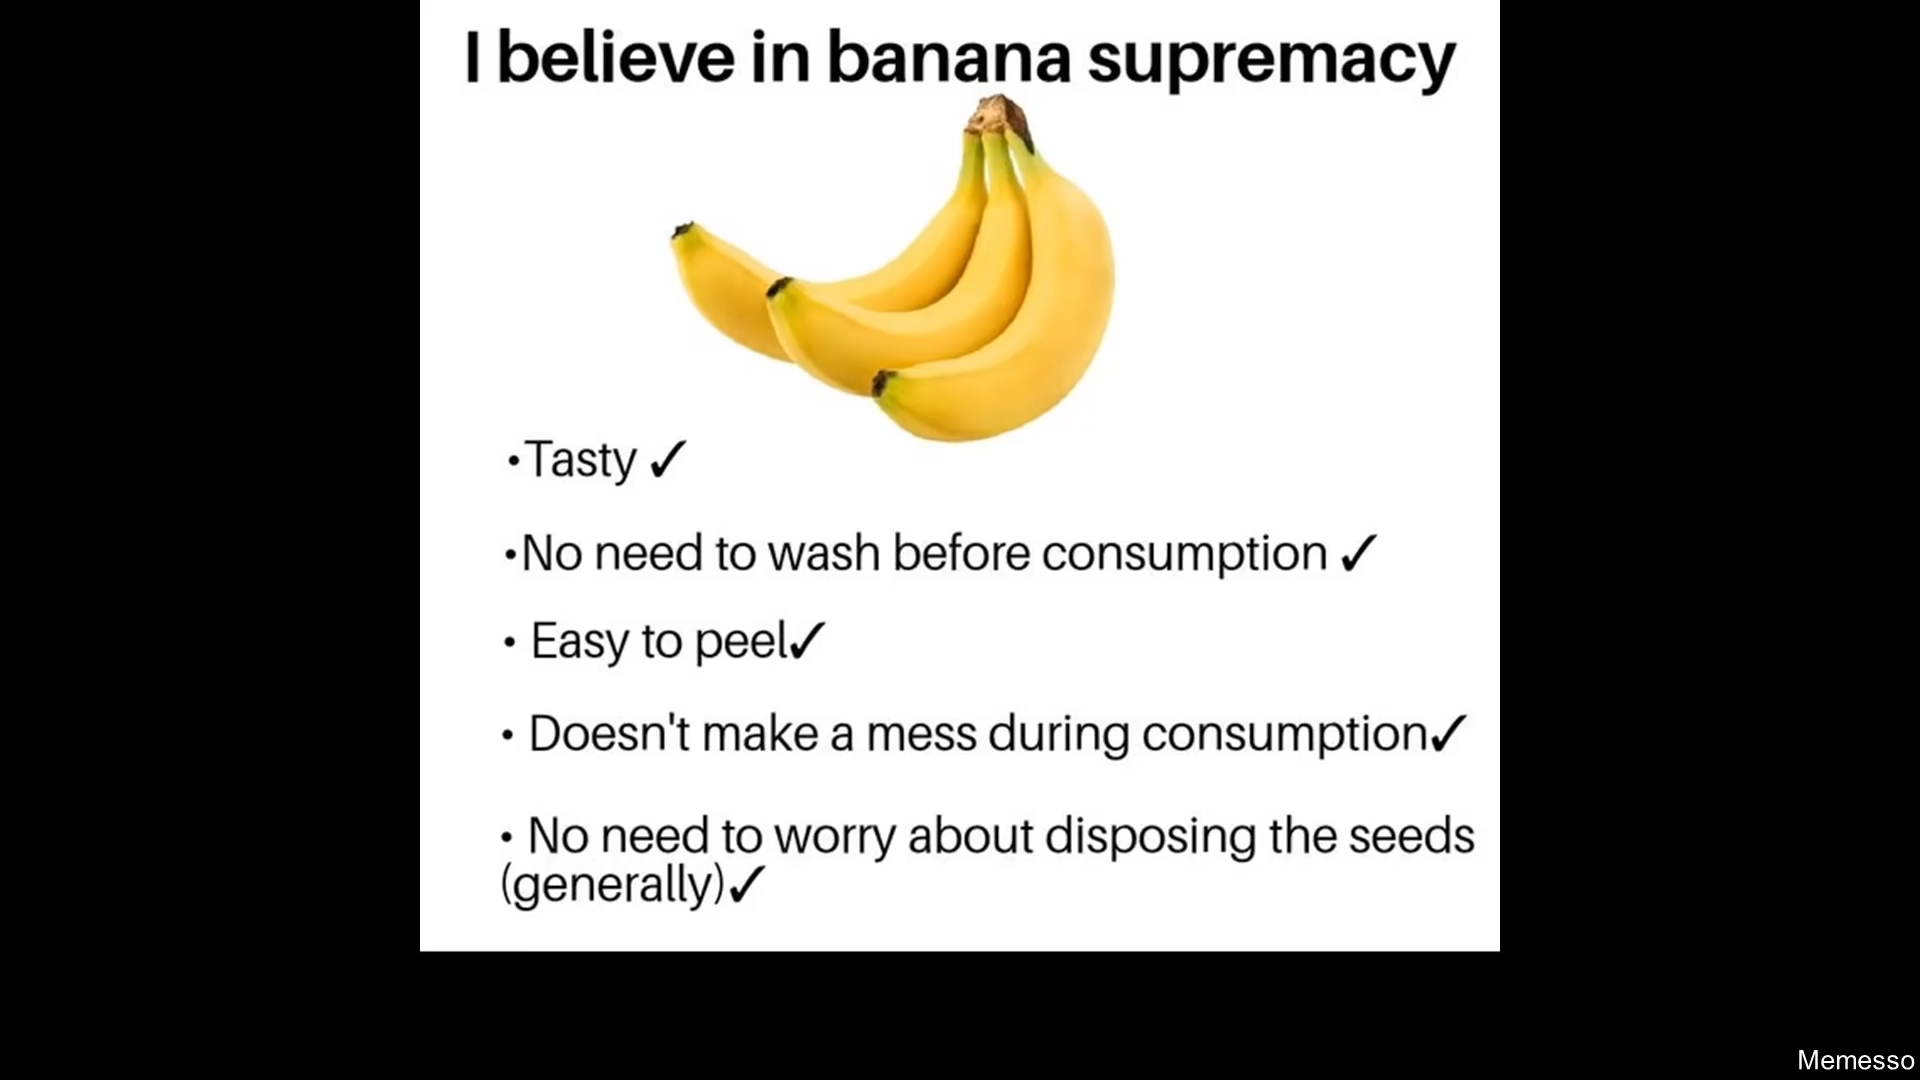 I believe in banana supremacy
•Tasty ✓
•No need to wash before consumption ✓
• Easy to peel✓
• Doesn't make a mess during consumption✓
• No need to worry about disposing the seeds
(generally)✓
Memesso